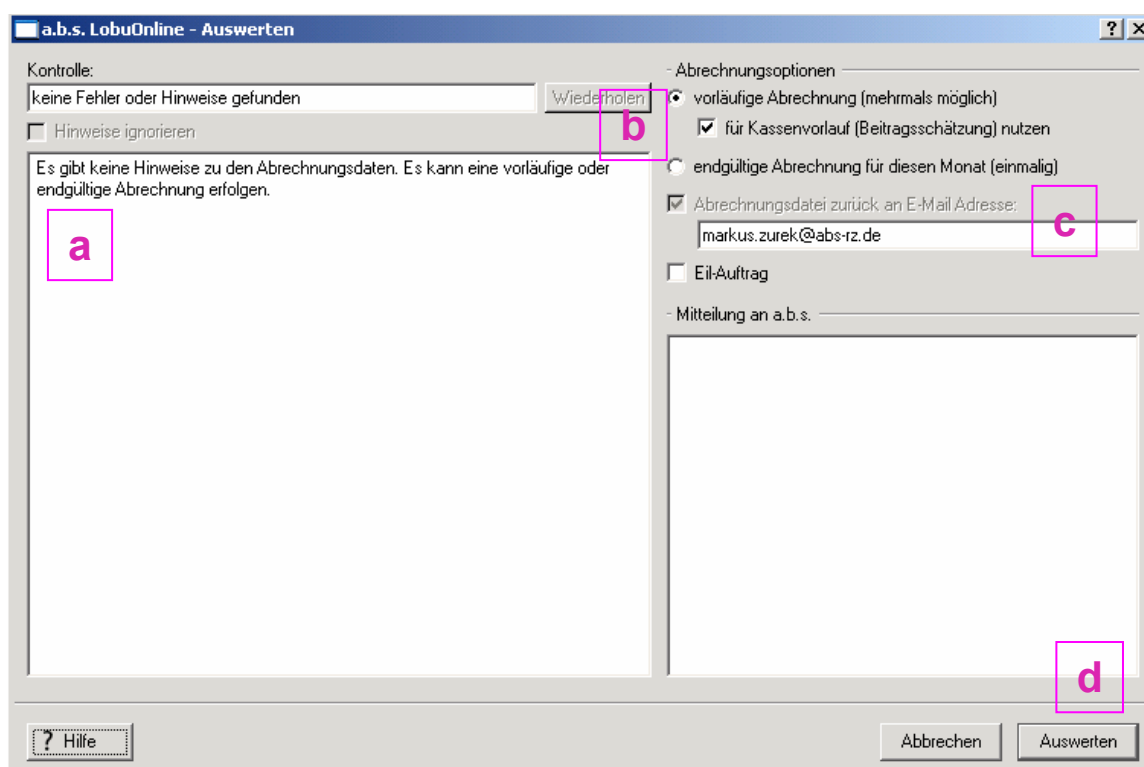 a.b.s. LobuOnline - Auswerten
Kontrolle:
keine Fehler oder Hinweise gefunden
Wiederholen
Hinweise ignorieren
Es gibt keine Hinweise zu den Abrechnungsdaten. Es kann eine vorläufige oder
endgültige Abrechnung erfolgen.
a
b
Abrechnungsoptionen
vorläufige Abrechnung (mehrmals möglich)
für Kassenvorlauf (Beitragsschätzung) nutzen
endgültige Abrechnung für diesen Monat (einmalig)
Abrechnungsdatei zurück an E-Mail Adresse:
c
markus.zurek@abs-rz.de
Eil-Auftrag
Mitteilung an a.b.s.
d
? Hilfe
Abbrechen
Auswerten